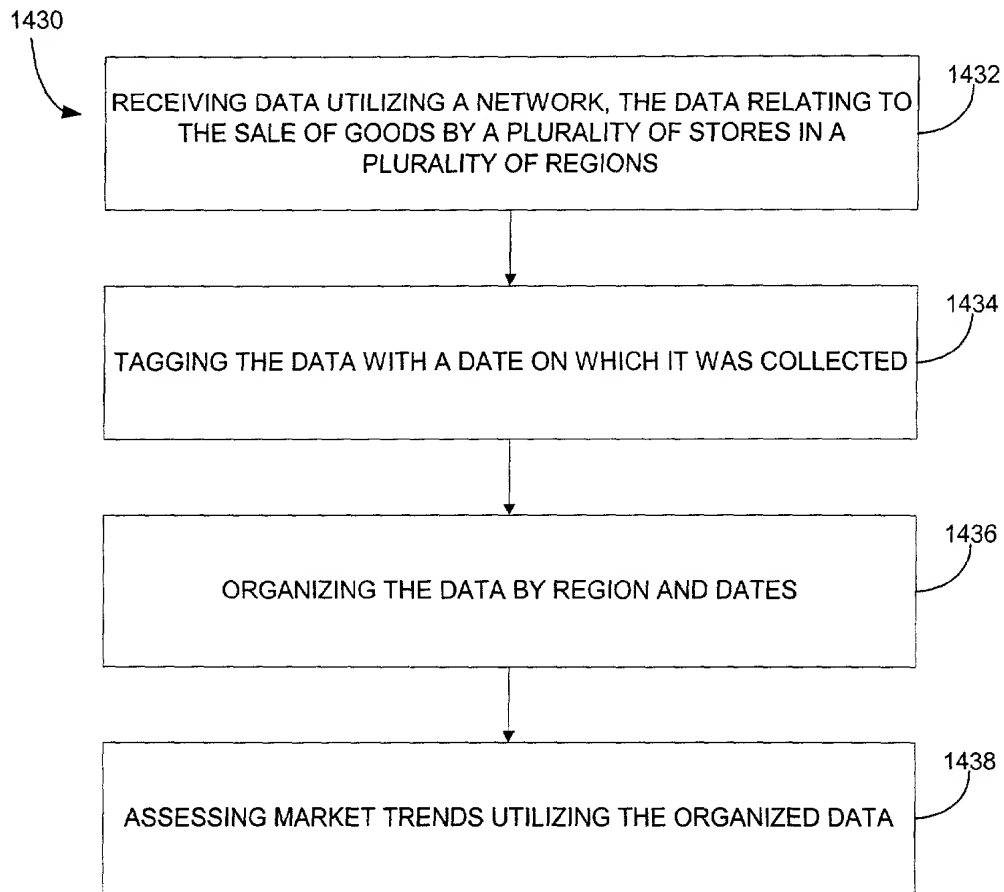 1430
1432
RECEIVING DATA UTILIZING A NETWORK, THE DATA RELATING TO
THE SALE OF GOODS BY A PLURALITY OF STORES IN A
PLURALITY OF REGIONS
1434
TAGGING THE DATA WITH A DATE ON WHICH IT WAS COLLECTED
1436
ORGANIZING THE DATA BY REGION AND DATES
1438
ASSESSING MARKET TRENDS UTILIZING THE ORGANIZED DATA